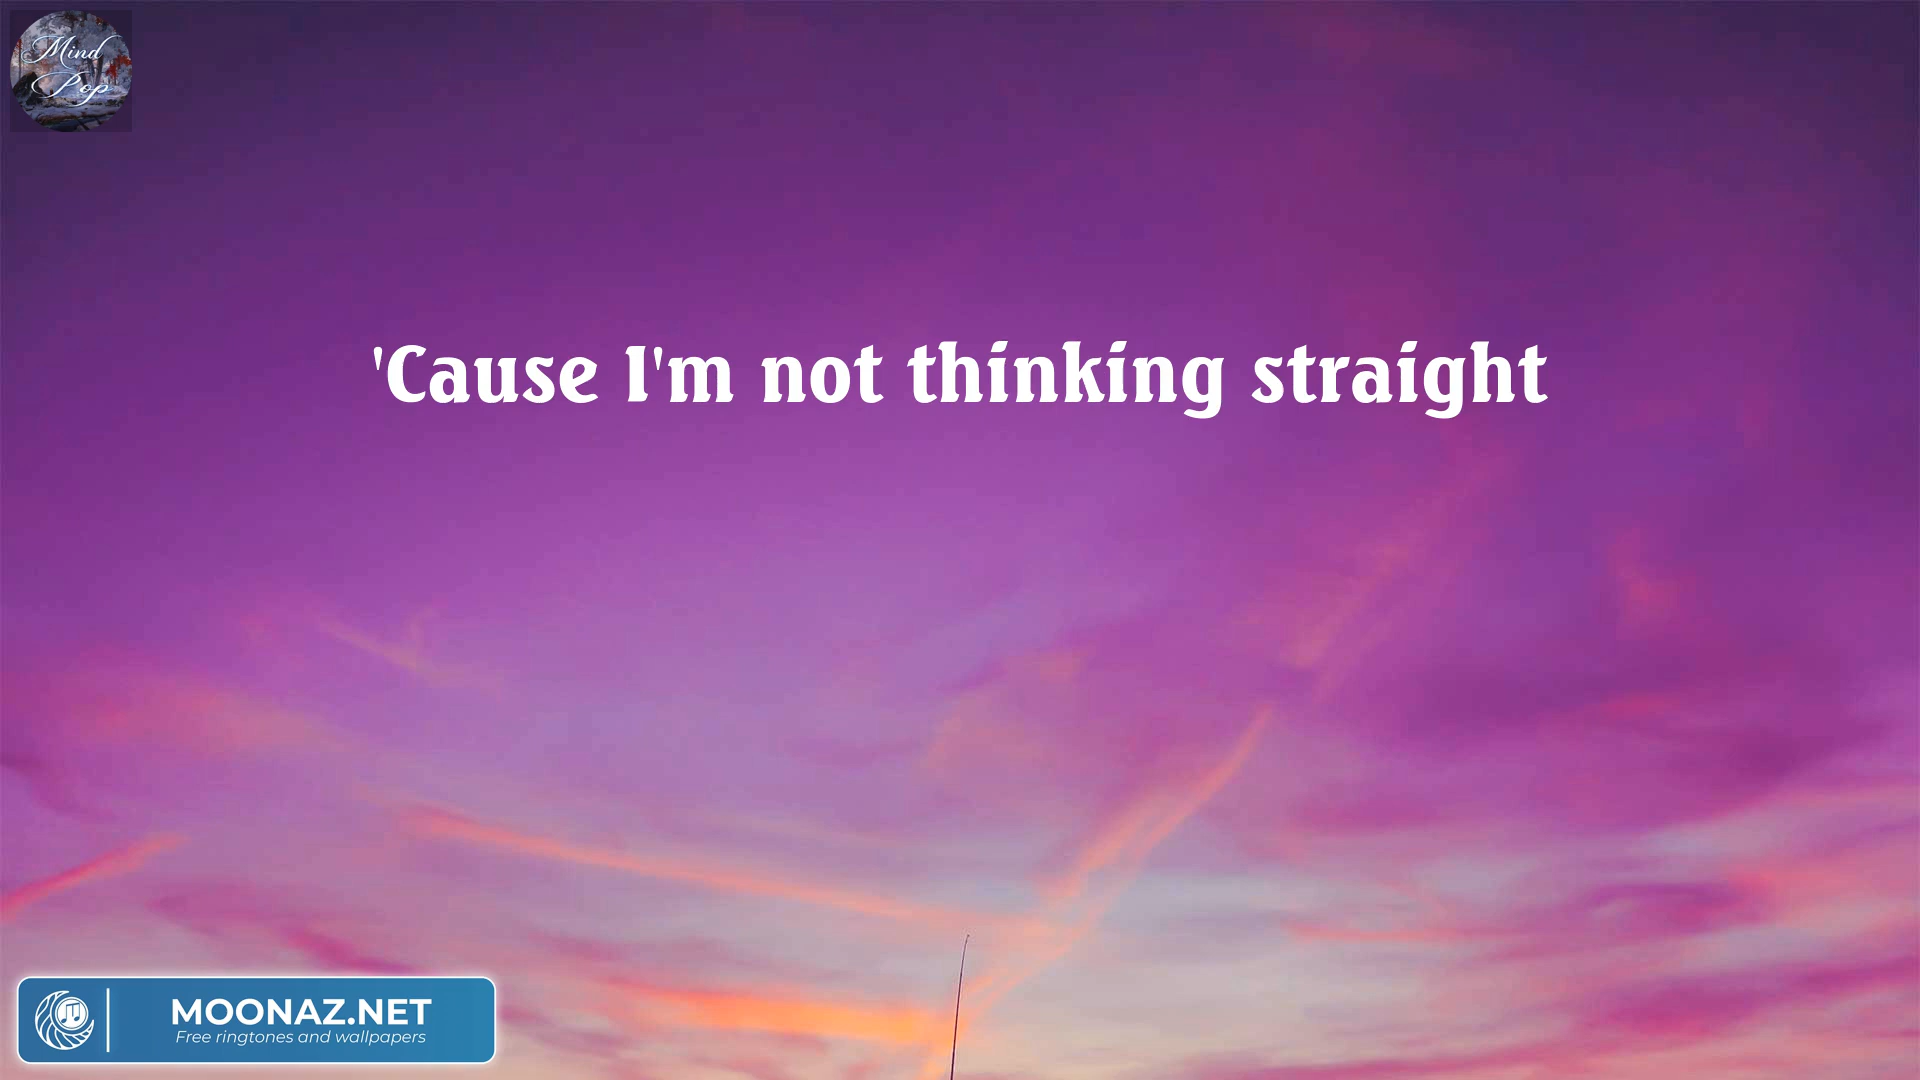 Mind
Pop
'Cause I'm not thinking straight
MOONAZ.NET
Free ringtones and wallpapers